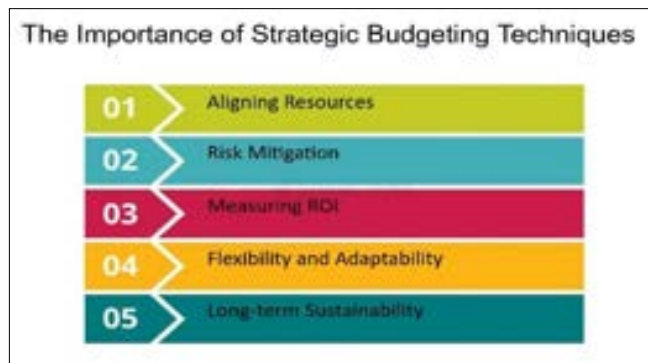 The Importance of Strategic Budgeting Techniques
01 Aligning Resources
02 Risk Mitigation
03 Measuring ROI
04 Flexibility and Adaptability
05 Long-term Sustainability